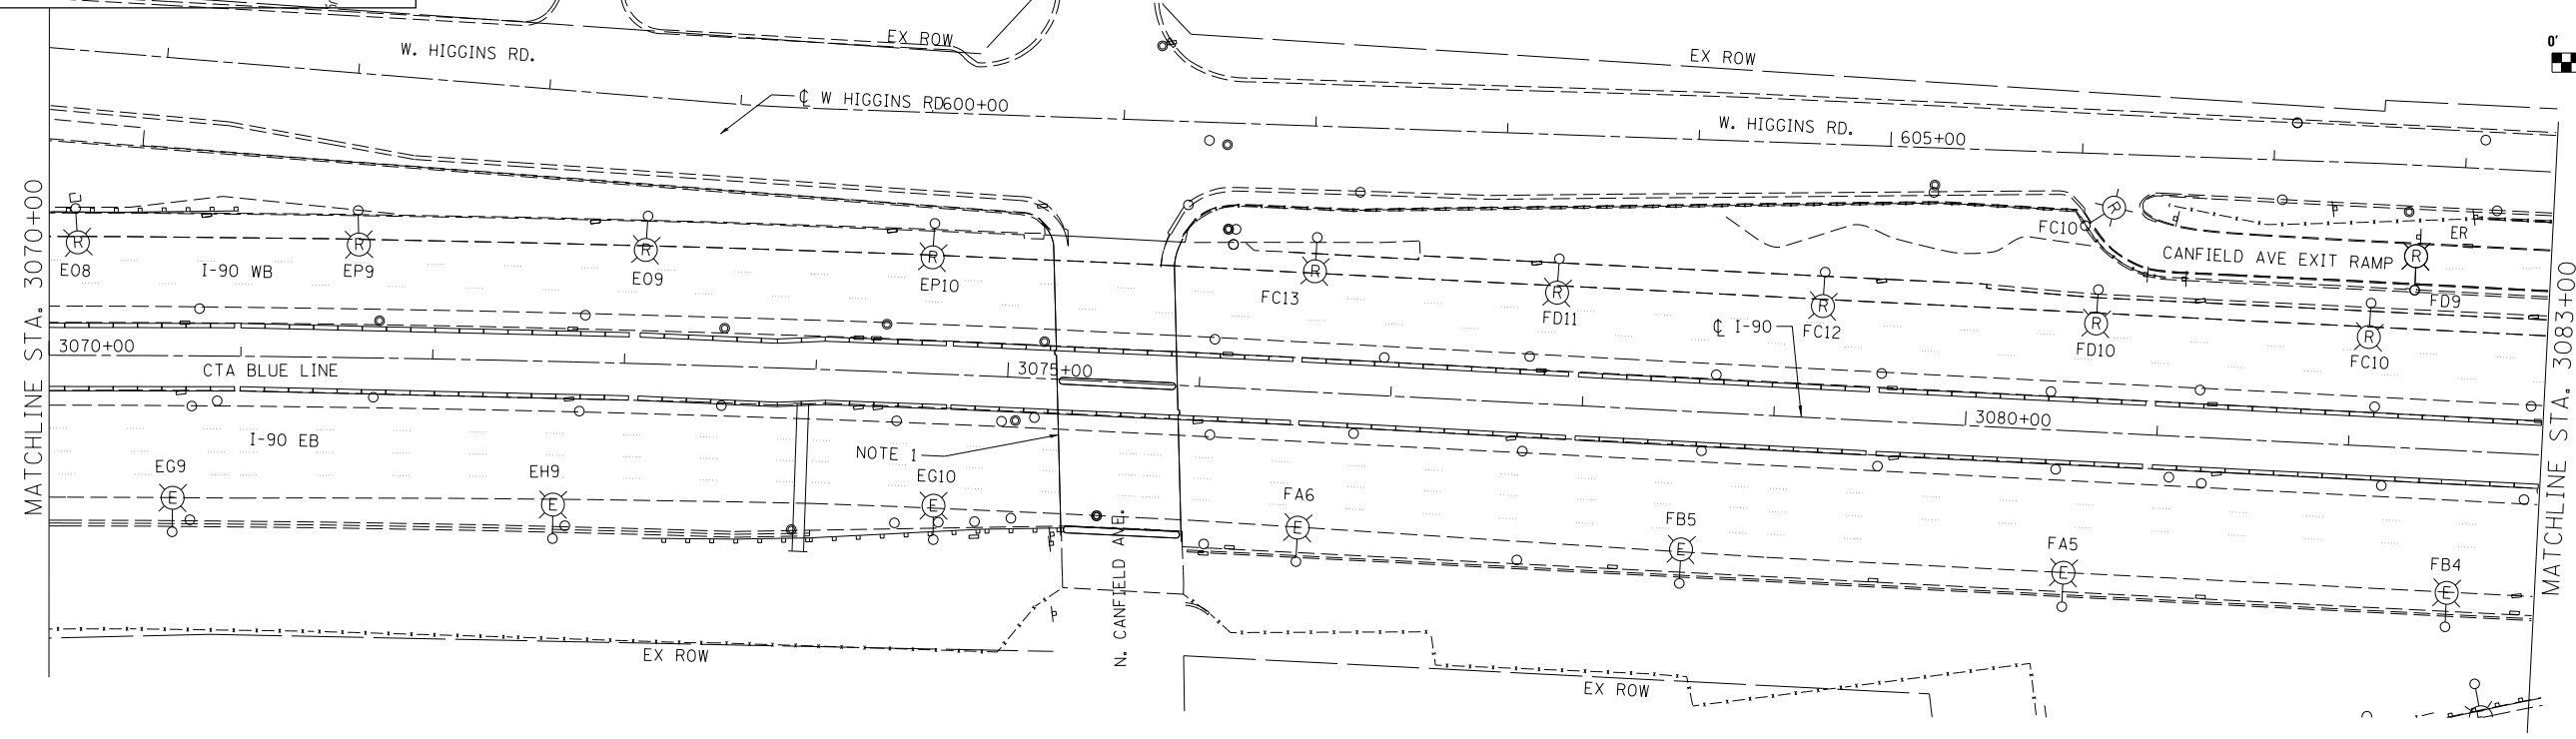 EX ROW
W. HIGGINS RD.
EX ROW
0'
℄ W HIGGINS RD600+00
W. HIGGINS RD.
605+00
MATCHLINE STA. 3070+00
R
R
R
R
R
R
R
R
R
R
R
FC10
ER
CANFIELD AVE EXIT RAMP
E08
I-90 WB
EP9
E09
EP10
FC13
FD11
FC12
FD10
FC10
FD9
MATCHLINE STA. 3083+00
℄ I-90
3070+00
CTA BLUE LINE
3075+00
3080+00
I-90 EB
NOTE 1
EG9
EH9
EG10
FA6
FB5
FA5
FB4
E
E
E
E
E
E
E
N. CANFIELD AVE.
EX ROW
EX ROW